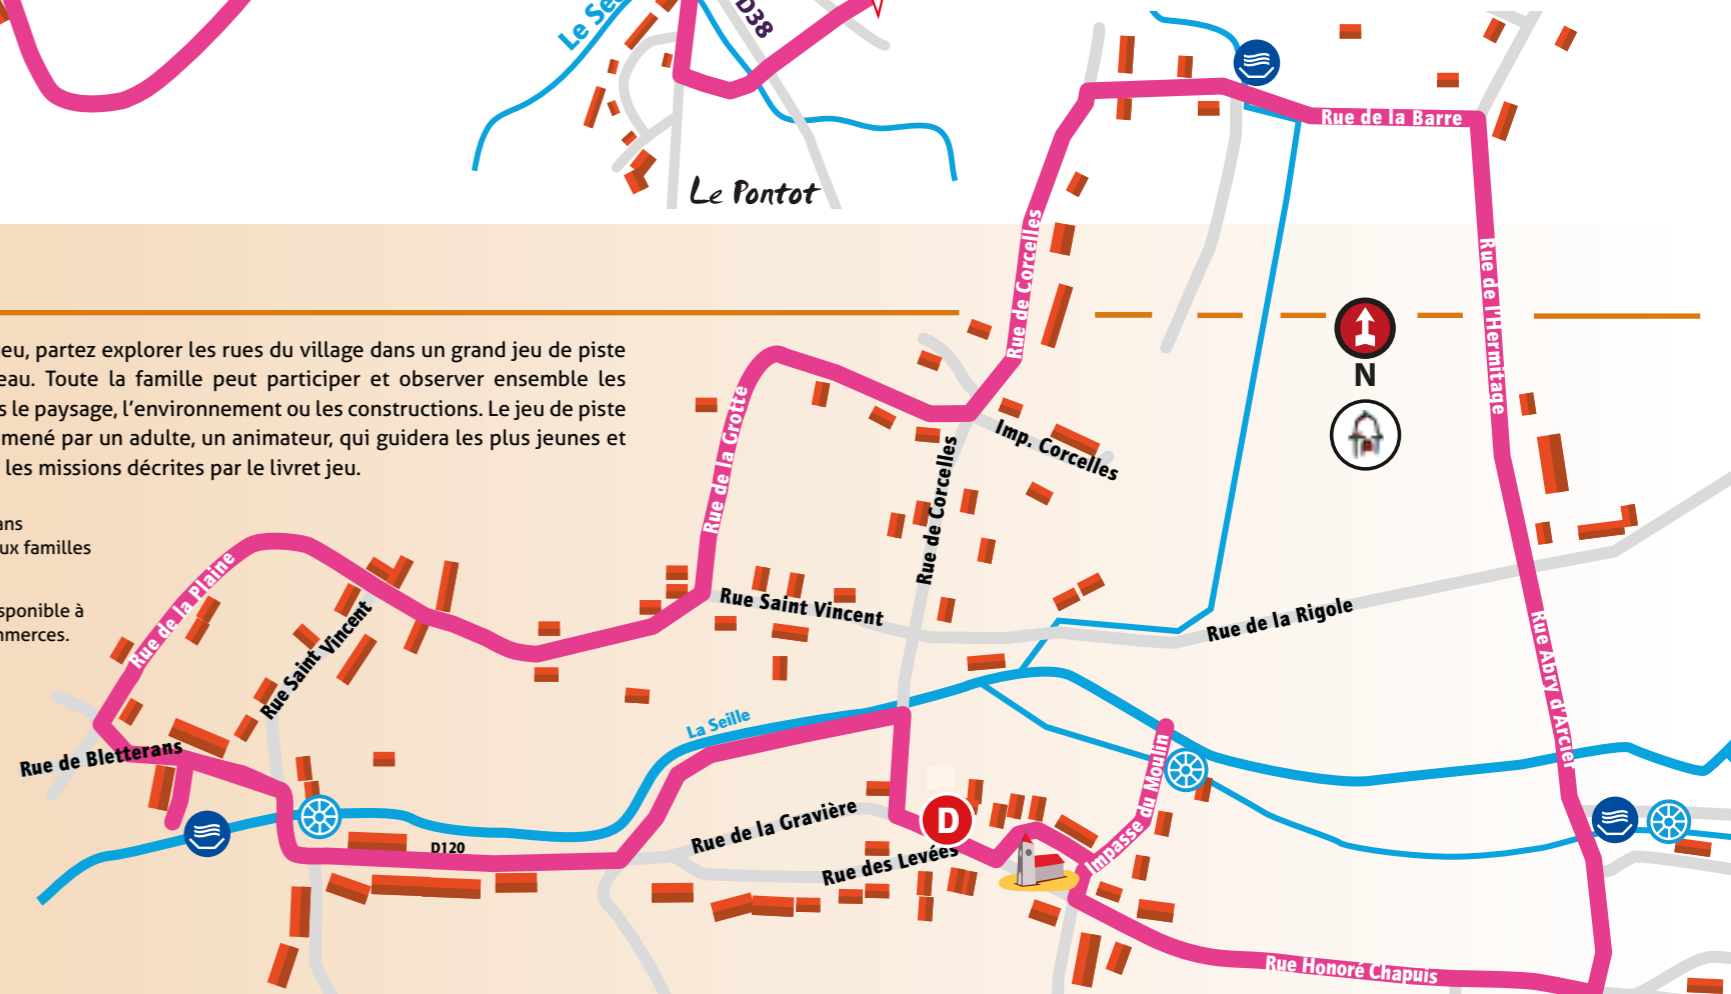 Le Se
D38
Le Pontot
Rue de la Barre
Rue de Corcelles
Rue de l'Hermitage
N
eu, partez explorer les rues du village dans un grand jeu de piste
eau. Toute la famille peut participer et observer ensemble les
s le paysage, l'environnement ou les constructions. Le jeu de piste
mené par un adulte, un animateur, qui guidera les plus jeunes et
les missions décrites par le livret jeu.
ans
ux familles
sponible à
nmerces.
Rue de la Grotte
Imp. Corcelles
Rue de Corcelles
Rue de la Plaine
Rue Saint Vincent
Rue Saint Vincent
Rue de la Rigole
Rue Abry d'Arcier
La Seille
Rue de Bletterans
Impasse du Moulin
D
Rue de la Gravière
D120
Rue des Levées
Rue Honoré Chapuis